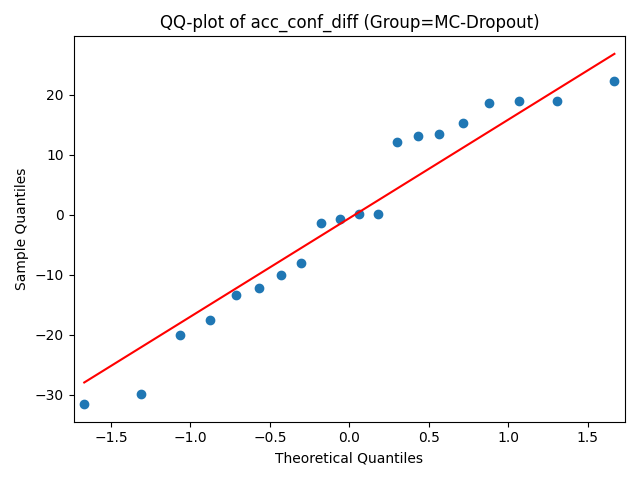 QQ-plot of acc_conf_diff (Group=MC-Dropout)
20
10
0
−10
−20
−30
Sample Quantiles
−1.5 −1.0 −0.5 0.0 0.5 1.0 1.5
Theoretical Quantiles